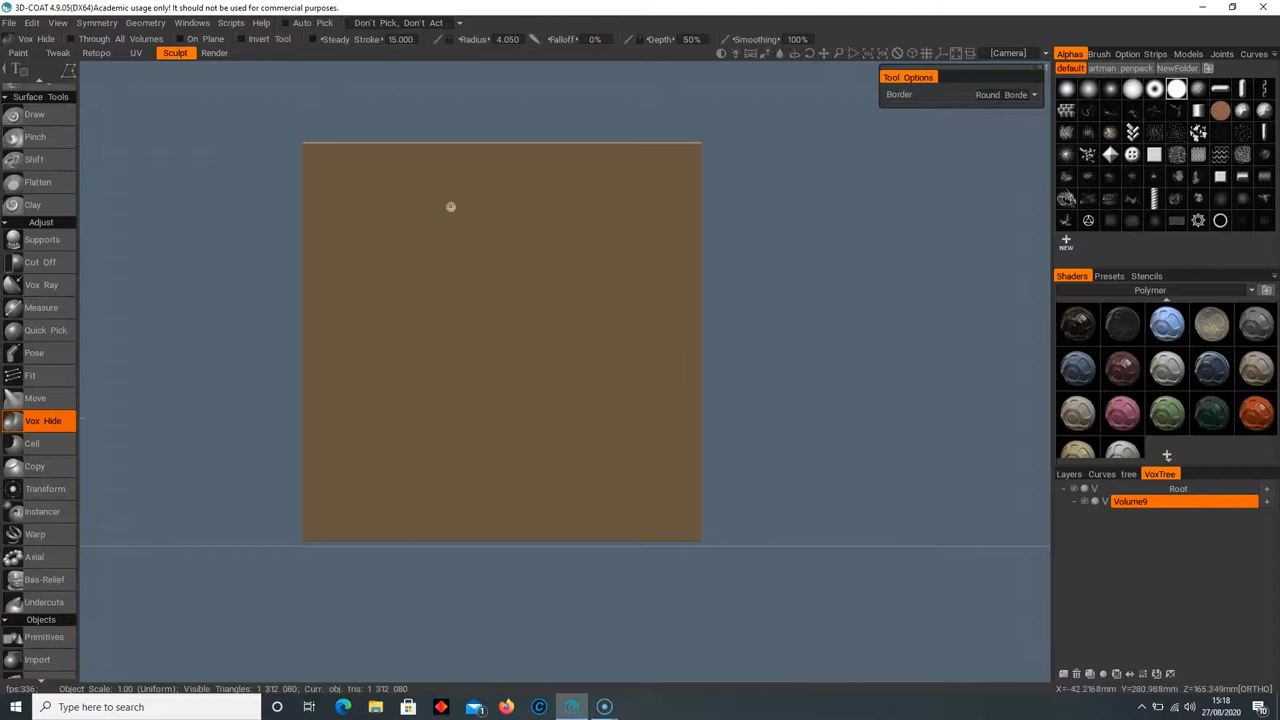 3D-COAT 4.9.05(DX64)Academic usage only! It should not be used for commercial purposes.
File Edit View Symmetry Geometry Windows Scripts Help Auto Pick Don't Pick, Don't Act
Vox Hide Through All Volumes On Plane Invert Tool Steady Stroke 15.000 Radius 4.050 Falloff 0% Depth 50% Smoothing 100%
Paint Tweak Retopo UV Sculpt Render [Camera] Alphas Brush Option Strips Models Joints Curves
default artman penpack NewFolder
Tool Options
Border Round Borde
Surface Tools
Draw
Pinch
Shift
Flatten
Clay
Adjust
Supports
Cut Off
Vox Ray
Measure
Quick Pick
Pose
Fit
Move
Vox Hide
Cell
Copy
Transform
Instancer
Warp
Axial
Bas-Relief
Undercuts
Objects
Primitives
Import
NEW
Shaders Presets Stencils
Polymer
Layers Curves tree VoxTree
V Root +
V Volume9 +
fps:336; Object Scale: 1.00 (Uniform); Visible Triangles: 1 312 080; Curr. obj. tris: 1 312 080;
X=-42.2168mm Y=280.988mm Z=165.349mm[ORTHO]
Type here to search
15:18
27/08/2020